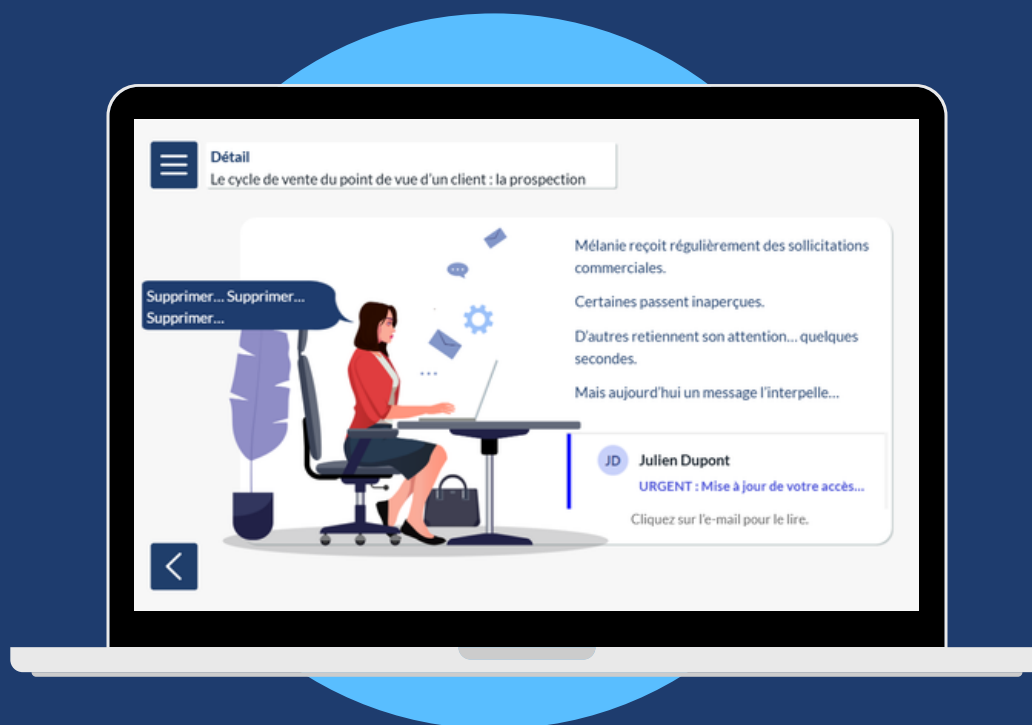 Détail
Le cycle de vente du point de vue d'un client : la prospection
Supprimer... Supprimer...
Supprimer...
Mélanie reçoit régulièrement des sollicitations
commerciales.
Certaines passent inaperçues.
D'autres retiennent son attention... quelques
secondes.
Mais aujourd'hui un message l'interpelle...
JD
Julien Dupont
URGENT : Mise à jour de votre accès...
Cliquez sur l'e-mail pour le lire.